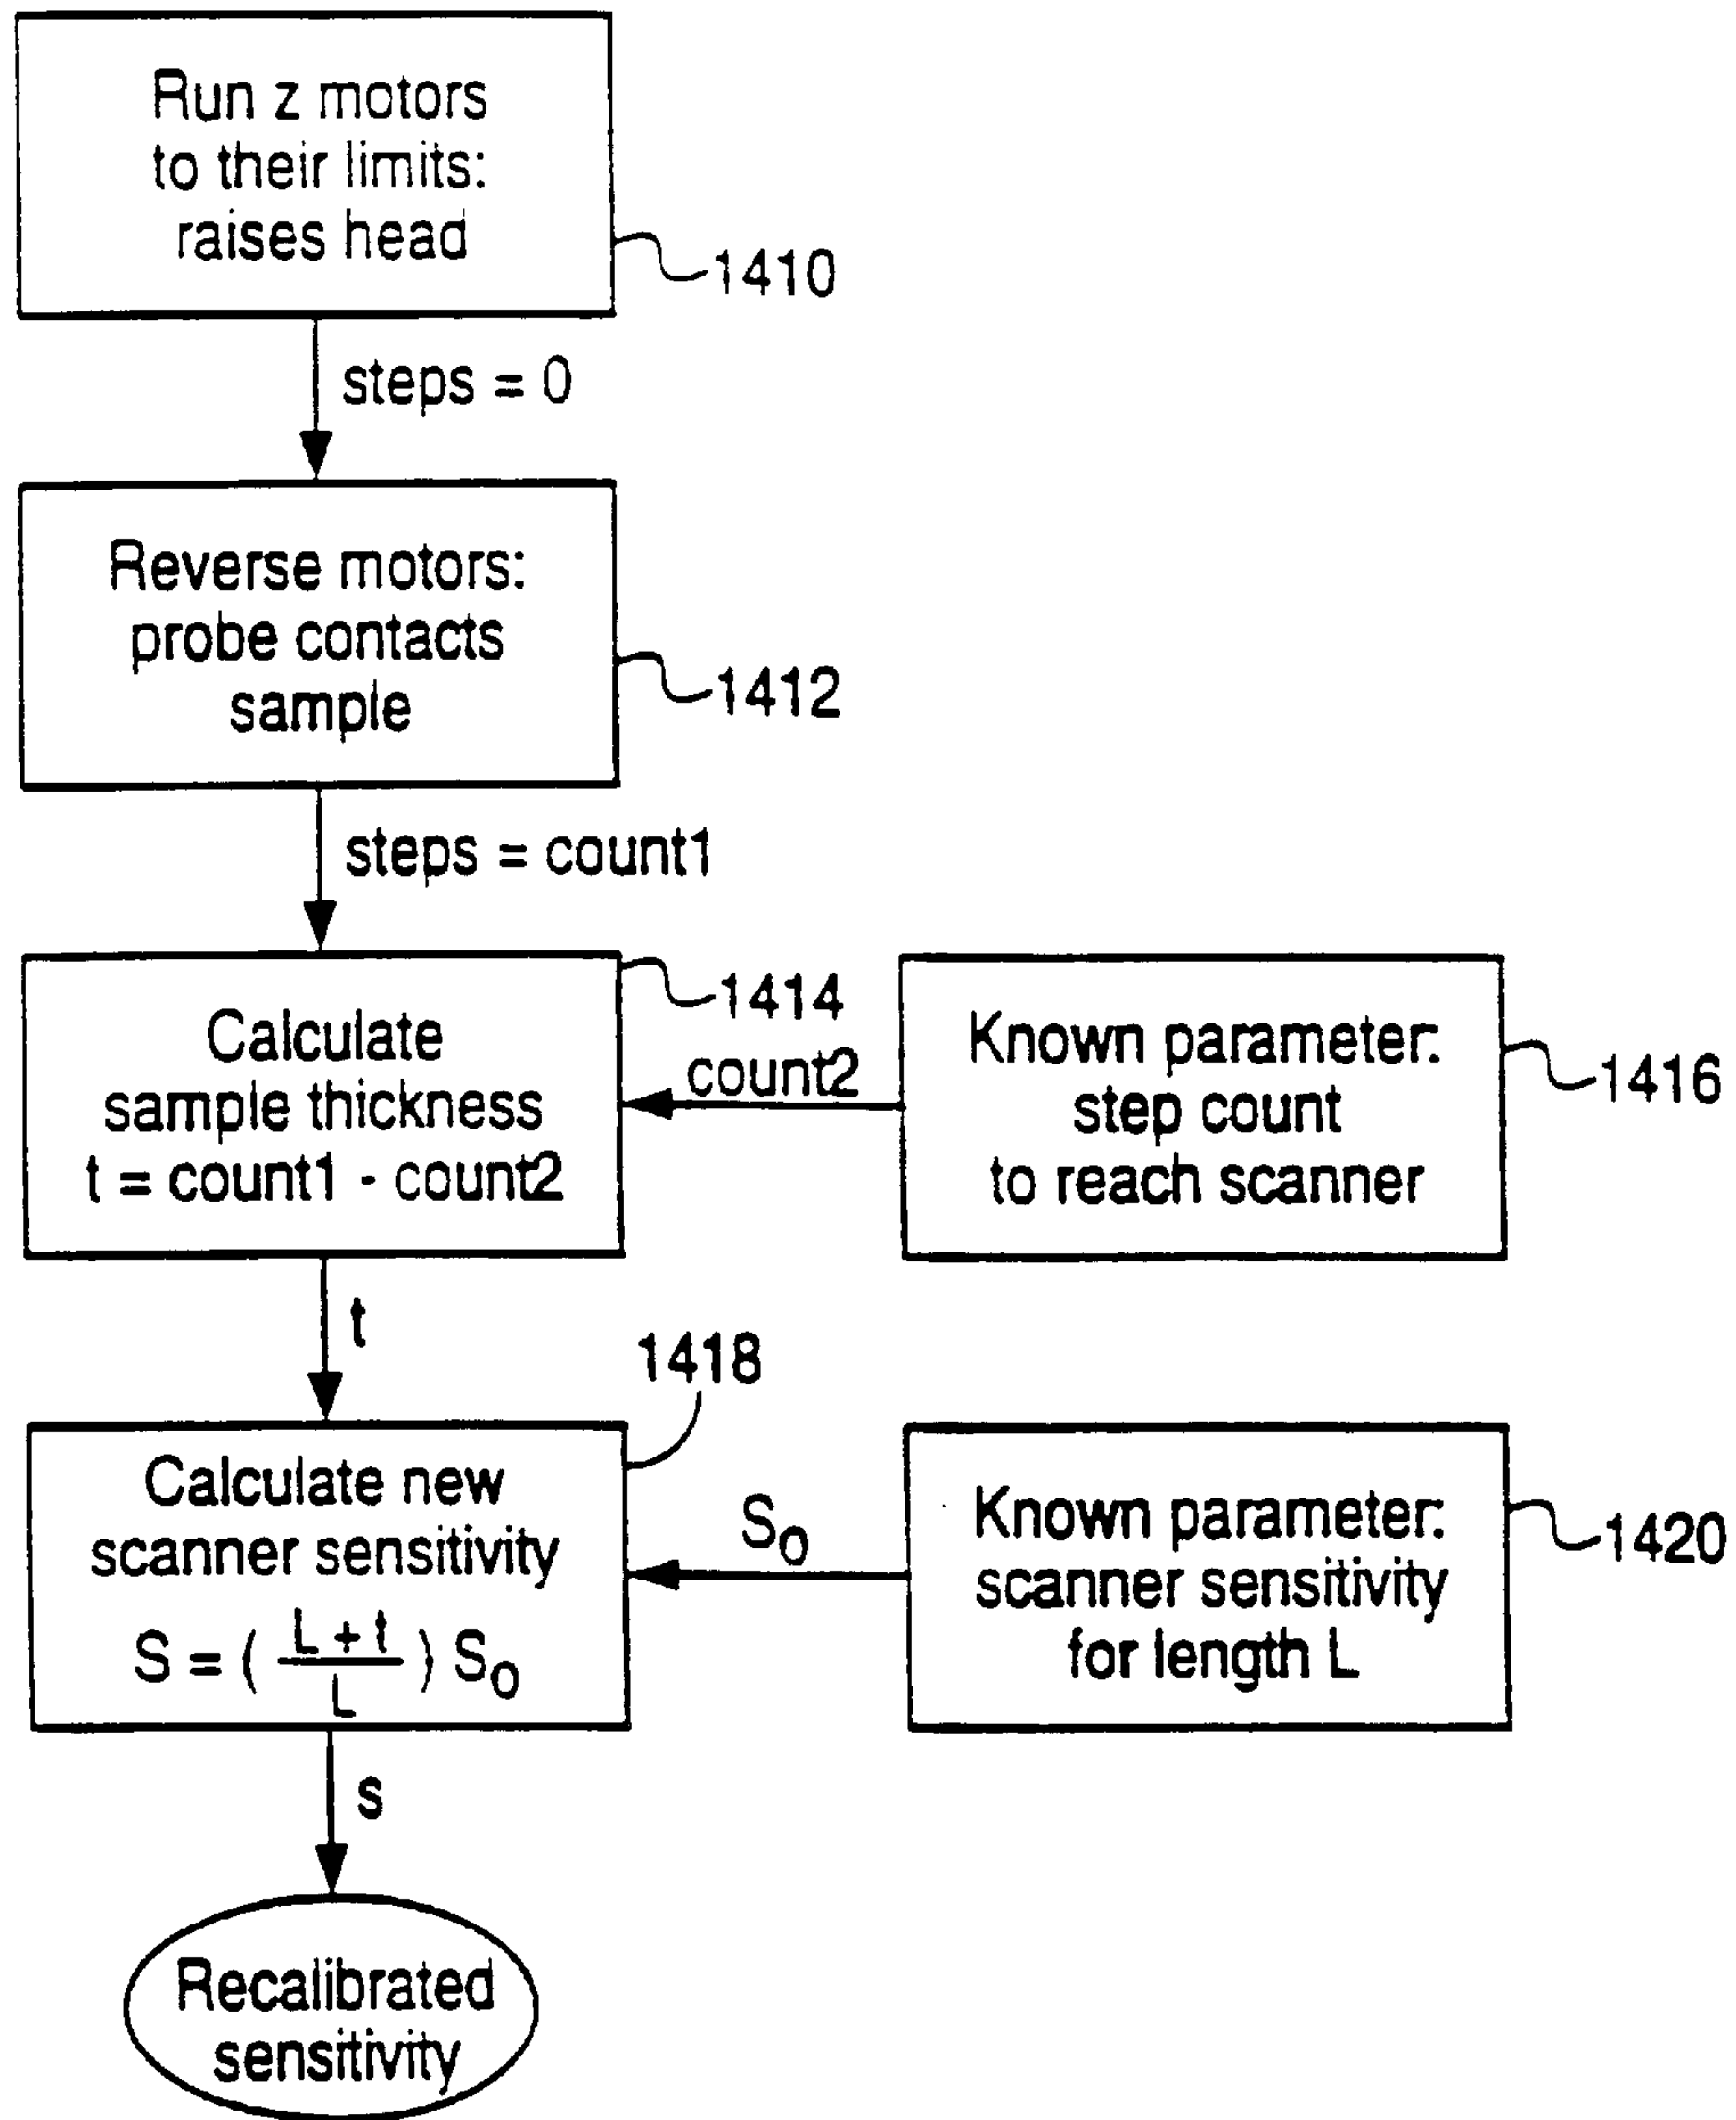 Run z motors
to their limits:
raises head
1410
steps = 0
Reverse motors:
probe contacts
sample
1412
steps = count1
Calculate
sample thickness
t = count1 - count2
1414
count2
Known parameter:
step count
to reach scanner
1416
t
Calculate new
scanner sensitivity
S = ( L + t / L ) S₀
1418
S₀
Known parameter:
scanner sensitivity
for length L
1420
s
Recalibrated
sensitivity